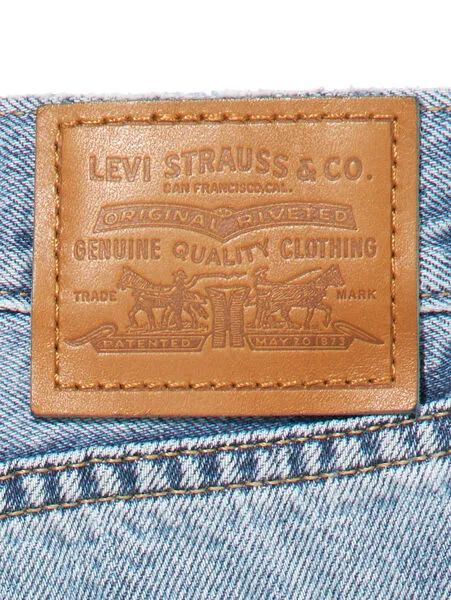 LEVI STRAUSS & CO.
SAN FRANCISCO,CAL.
ORIGINAL RIVETED
GENUINE QUALITY CLOTHING
TRADE MARK
PATENTED MAY 20 1873